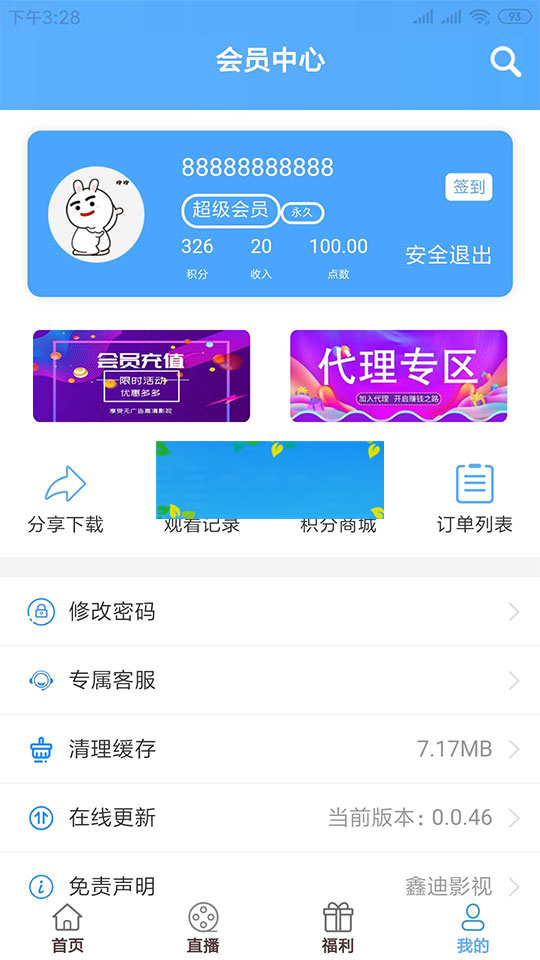 下午3:28
93
会员中心
88888888888
签到
超级会员
永久
326 20 100.00
积分 收入 点数
安全退出
会员充值
限时活动
优惠多多
享受无广告高清影视
代理专区
加入代理 开启赚钱之路
分享下载 观看记录 积分商城 订单列表
修改密码
专属客服
清理缓存 7.17MB
在线更新 当前版本：0.0.46
免责声明 鑫迪影视
首页 直播 福利 我的